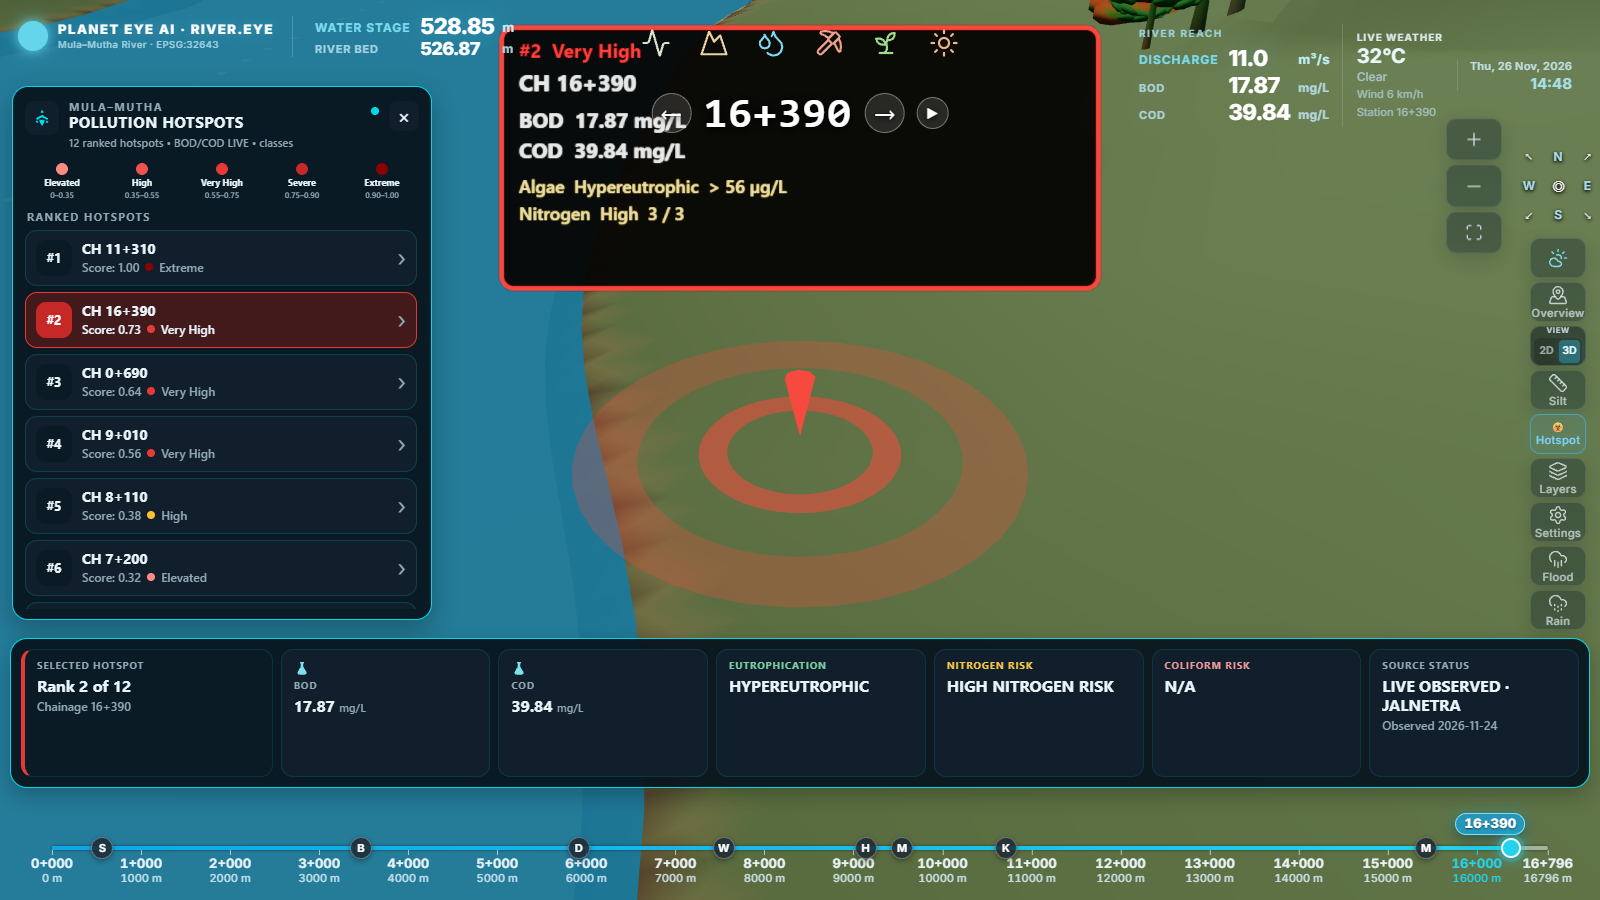 PLANET EYE AI · RIVER.EYE
Mula–Mutha River · EPSG:32643
WATER STAGE 528.85 m
RIVER BED 526.87 m
#2 Very High
CH 16+390
BOD 17.87 mg/L
COD 39.84 mg/L
Algae Hypereutrophic > 56 µg/L
Nitrogen High 3 / 3
← 16+390 →
RIVER REACH
DISCHARGE 11.0 m³/s
BOD 17.87 mg/L
COD 39.84 mg/L
LIVE WEATHER
32°C
Clear
Wind 6 km/h
Station 16+390
Thu, 26 Nov, 2026
14:48
MULA–MUTHA
POLLUTION HOTSPOTS
12 ranked hotspots • BOD/COD LIVE • classes
Elevated High Very High Severe Extreme
0–0.35 0.35–0.55 0.55–0.75 0.75–0.90 0.90–1.00
RANKED HOTSPOTS
#1 CH 11+310
Score: 1.00 Extreme
#2 CH 16+390
Score: 0.73 Very High
#3 CH 0+690
Score: 0.64 Very High
#4 CH 9+010
Score: 0.56 Very High
#5 CH 8+110
Score: 0.38 High
#6 CH 7+200
Score: 0.32 Elevated
N
W E
S
Overview
VIEW
2D 3D
Silt
Hotspot
Layers
Settings
Flood
Rain
SELECTED HOTSPOT
Rank 2 of 12
Chainage 16+390
BOD
17.87 mg/L
COD
39.84 mg/L
EUTROPHICATION
HYPEREUTROPHIC
NITROGEN RISK
HIGH NITROGEN RISK
COLIFORM RISK
N/A
SOURCE STATUS
LIVE OBSERVED ·
JALNETRA
Observed 2026-11-24
16+390
S B D W H M K M
0+000 1+000 2+000 3+000 4+000 5+000 6+000 7+000 8+000 9+000 10+000 11+000 12+000 13+000 14+000 15+000 16+000 16+796
0 m 1000 m 2000 m 3000 m 4000 m 5000 m 6000 m 7000 m 8000 m 9000 m 10000 m 11000 m 12000 m 13000 m 14000 m 15000 m 16000 m 16796 m